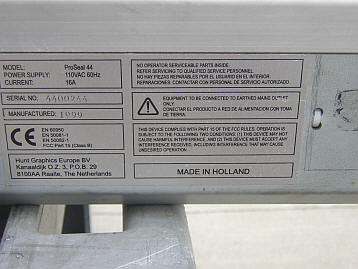 MODEL: ProSeal 44
POWER SUPPLY: 110VAC 60Hz
CURRENT: 16A
SERIAL NO: 4400244
MANUFACTURED: 1999
CE
EN 60950
EN 50081-1
EN 50082-1
FCC Part 15 (Class B)
Hunt Graphics Europe BV
Kanaaldijk O.Z. 3, P.O.B. 29
8100AA Raalte, The Netherlands
NO OPERATOR SERVICEABLE PARTS INSIDE.
REFER SERVICING TO QUALIFIED SERVICE PERSONNEL.
NO HAY PIEZAS REPARABLES POR EL USUARIO EN EL INTERIOR.
REPARACIONES: CONTACTAR CON PERSONAL DE SERVICIO AUTORIZADO.
EQUIPMENT TO BE CONNECTED TO EARTHED MAINS
ONLY.
CONECTAR A RED DE ALIMENTACION CON TOMA
DE TIERRA.
THIS DEVICE COMPLIES WITH PART 15 OF THE FCC RULES. OPERATION IS
SUBJECT TO THE FOLLOWING TWO CONDITIONS: (1) THIS DEVICE MAY NOT
CAUSE HARMFUL INTERFERENCE, AND (2) THIS DEVICE MUST ACCEPT
ANY INTERFERENCE RECEIVED, INCLUDING INTERFERENCE THAT MAY
CAUSE UNDESIRED OPERATION.
MADE IN HOLLAND